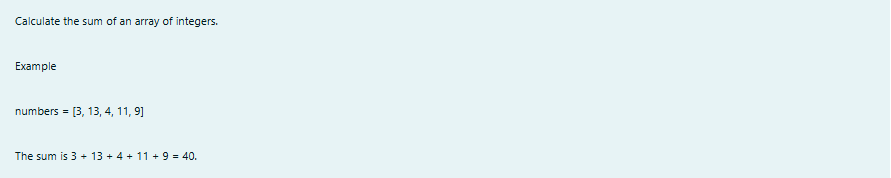 Calculate the sum of an array of integers.
Example
numbers = [3, 13, 4, 11, 9]
The sum is 3 + 13 + 4 + 11 + 9 = 40.